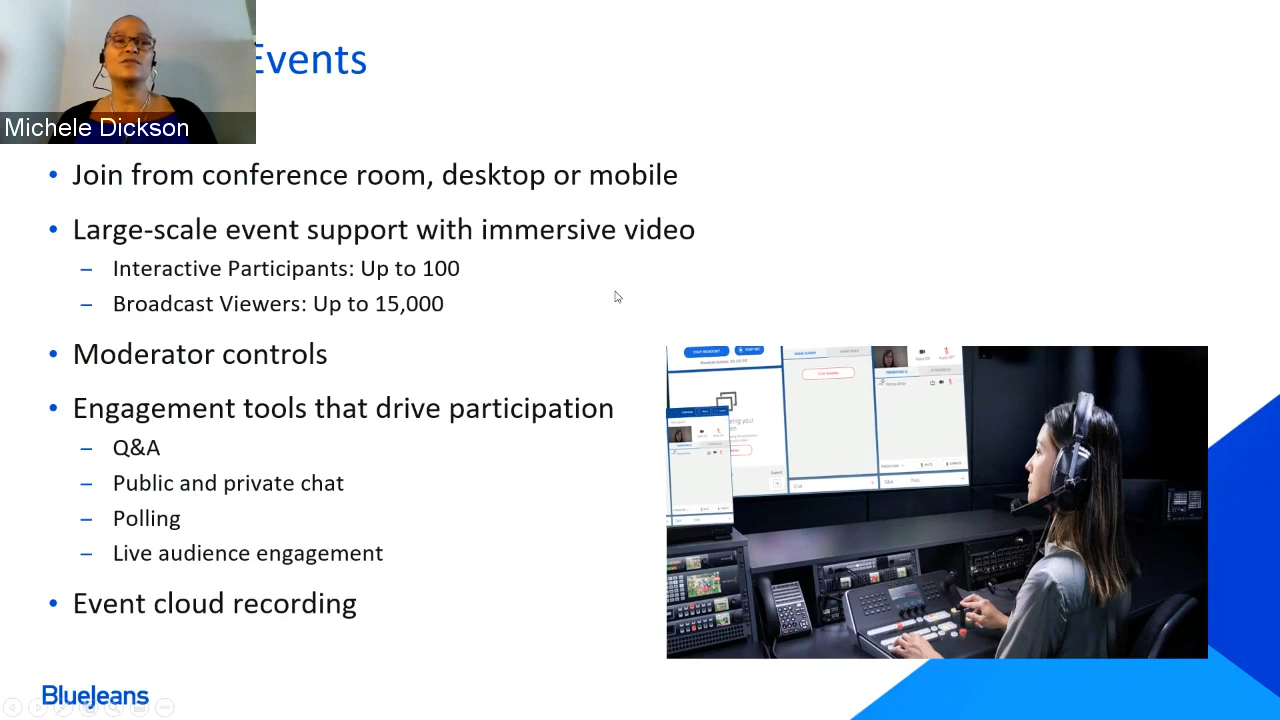 Events
Michele Dickson
• Join from conference room, desktop or mobile
• Large-scale event support with immersive video
– Interactive Participants: Up to 100
– Broadcast Viewers: Up to 15,000
• Moderator controls
• Engagement tools that drive participation
– Q&A
– Public and private chat
– Polling
– Live audience engagement
• Event cloud recording
BlueJeans